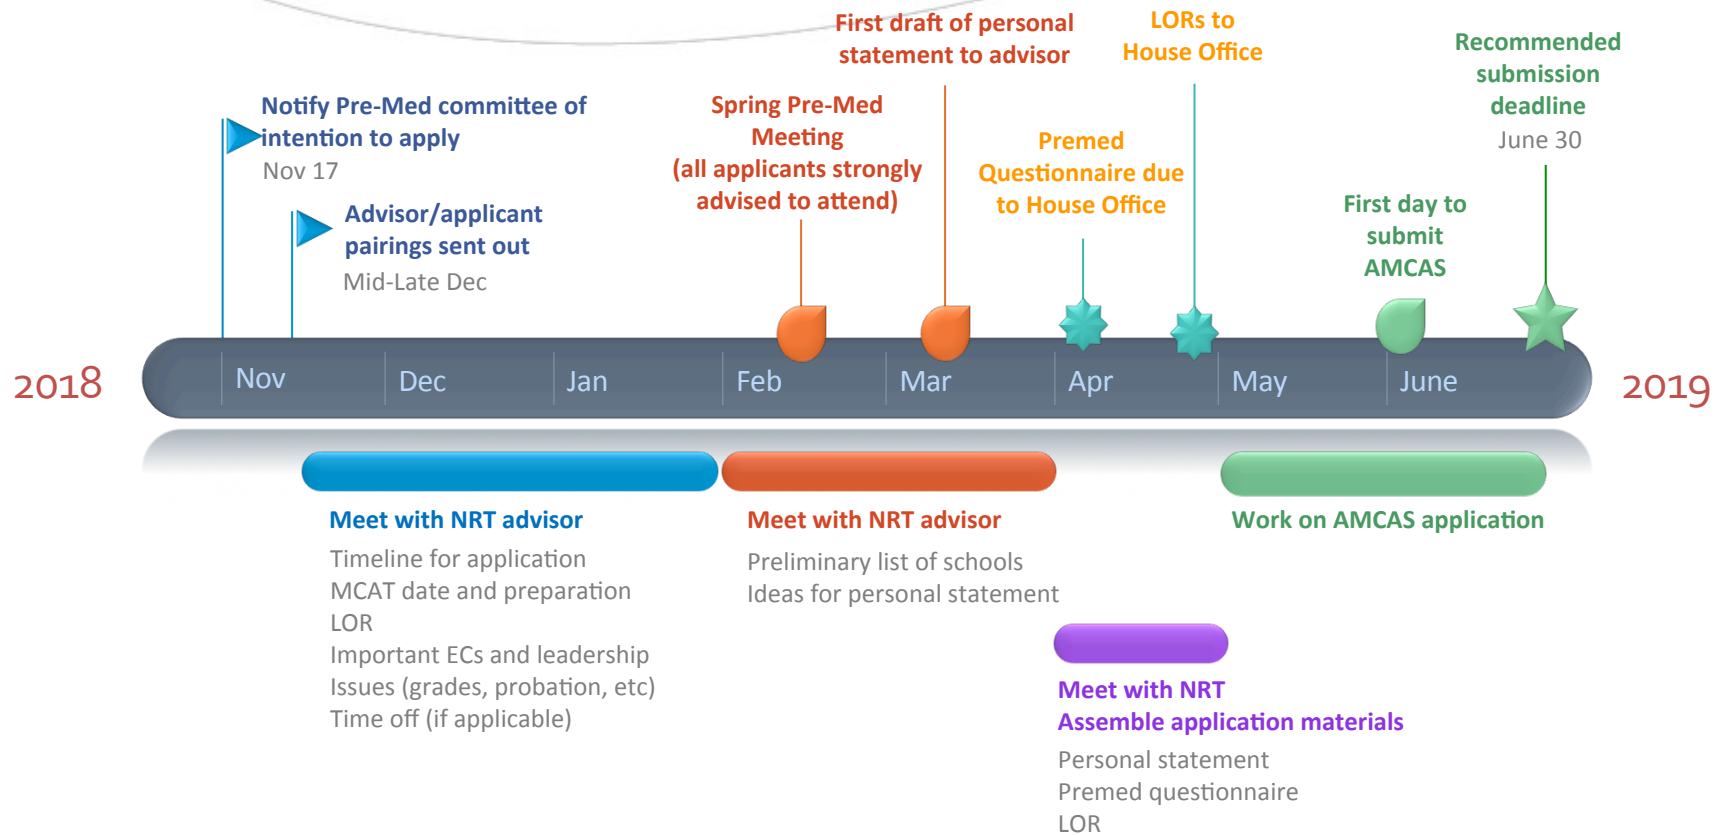 First draft of personal
statement to advisor
LORs to
House Office
Recommended
submission
deadline
June 30
Notify Pre-Med committee of
intention to apply
Nov 17
Spring Pre-Med
Meeting
(all applicants strongly
advised to attend)
Premed
Questionnaire due
to House Office
Advisor/applicant
pairings sent out
Mid-Late Dec
First day to
submit
AMCAS
2018
Nov
Dec
Jan
Feb
Mar
Apr
May
June
2019
Meet with NRT advisor
Timeline for application
MCAT date and preparation
LOR
Important ECs and leadership
Issues (grades, probation, etc)
Time off (if applicable)
Meet with NRT advisor
Preliminary list of schools
Ideas for personal statement
Work on AMCAS application
Meet with NRT
Assemble application materials
Personal statement
Premed questionnaire
LOR